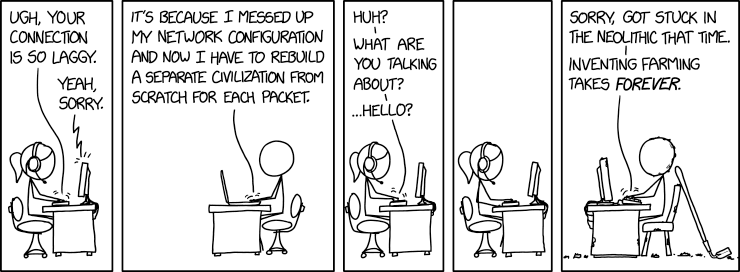 UGH, YOUR
CONNECTION
IS SO LAGGY.
YEAH,
SORRY.
IT'S BECAUSE I MESSED UP
MY NETWORK CONFIGURATION
AND NOW I HAVE TO REBUILD
A SEPARATE CIVILIZATION FROM
SCRATCH FOR EACH PACKET.
HUH?
WHAT ARE
YOU TALKING
ABOUT?
...HELLO?
SORRY, GOT STUCK IN
THE NEOLITHIC THAT TIME.
INVENTING FARMING
TAKES FOREVER.